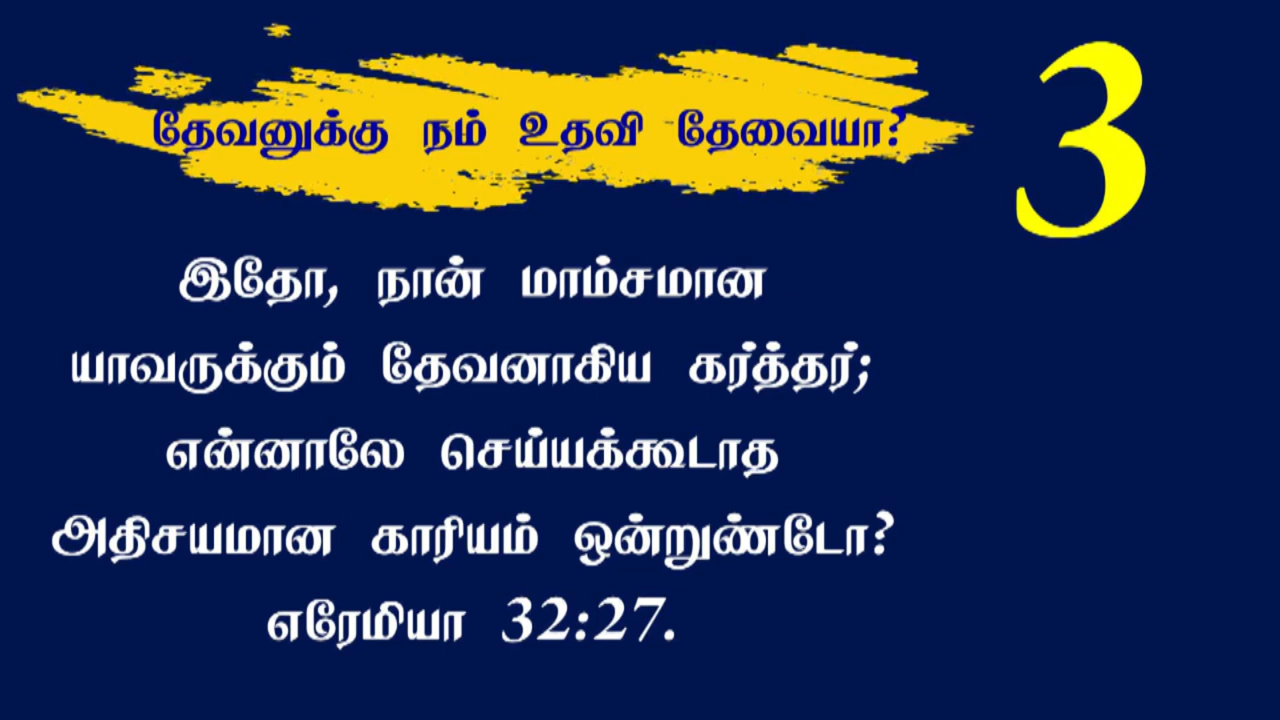 தேவனுக்கு நம் உதவி தேவையா?
3
இதோ, நான் மாம்சமான
யாவருக்கும் தேவனாகிய கர்த்தர்;
என்னாலே செய்யக்கூடாத
அதிசயமான காரியம் ஒன்றுண்டோ?
எரேமியா 32:27.